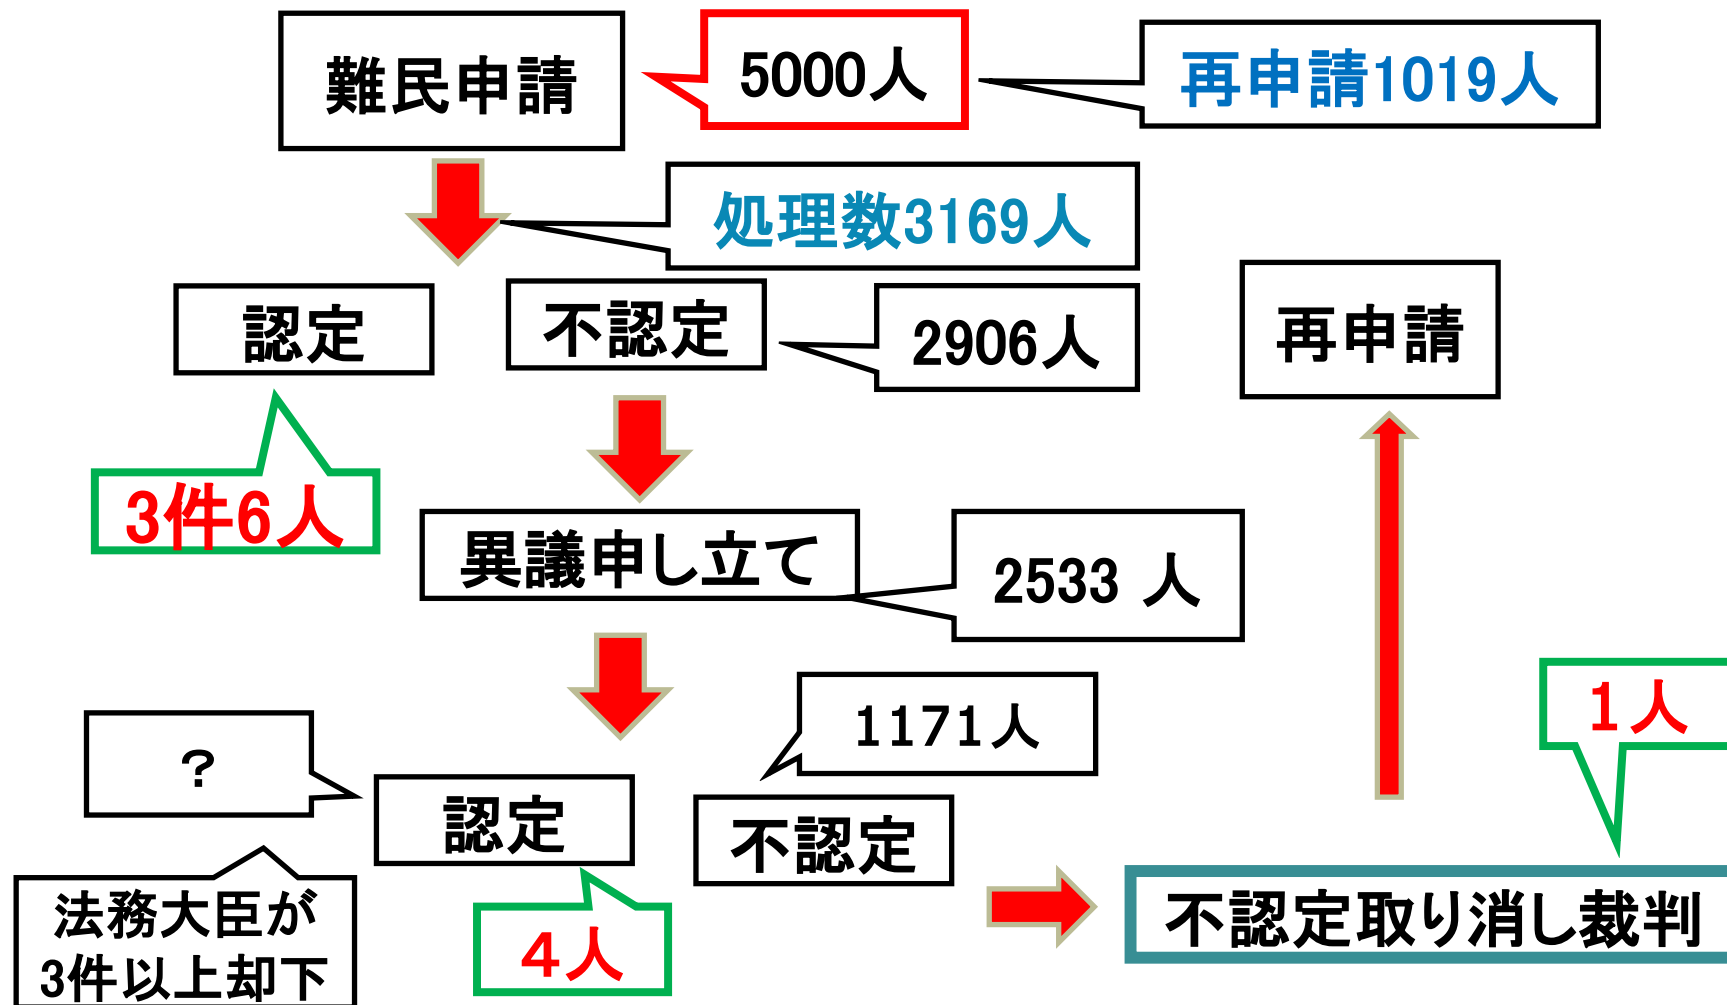 難民申請
5000人
再申請1019人
処理数3169人
認定
不認定
2906人
再申請
3件6人
異議申し立て
2533 人
1171人
1人
?
認定
不認定
法務大臣が
3件以上却下
4人
不認定取り消し裁判